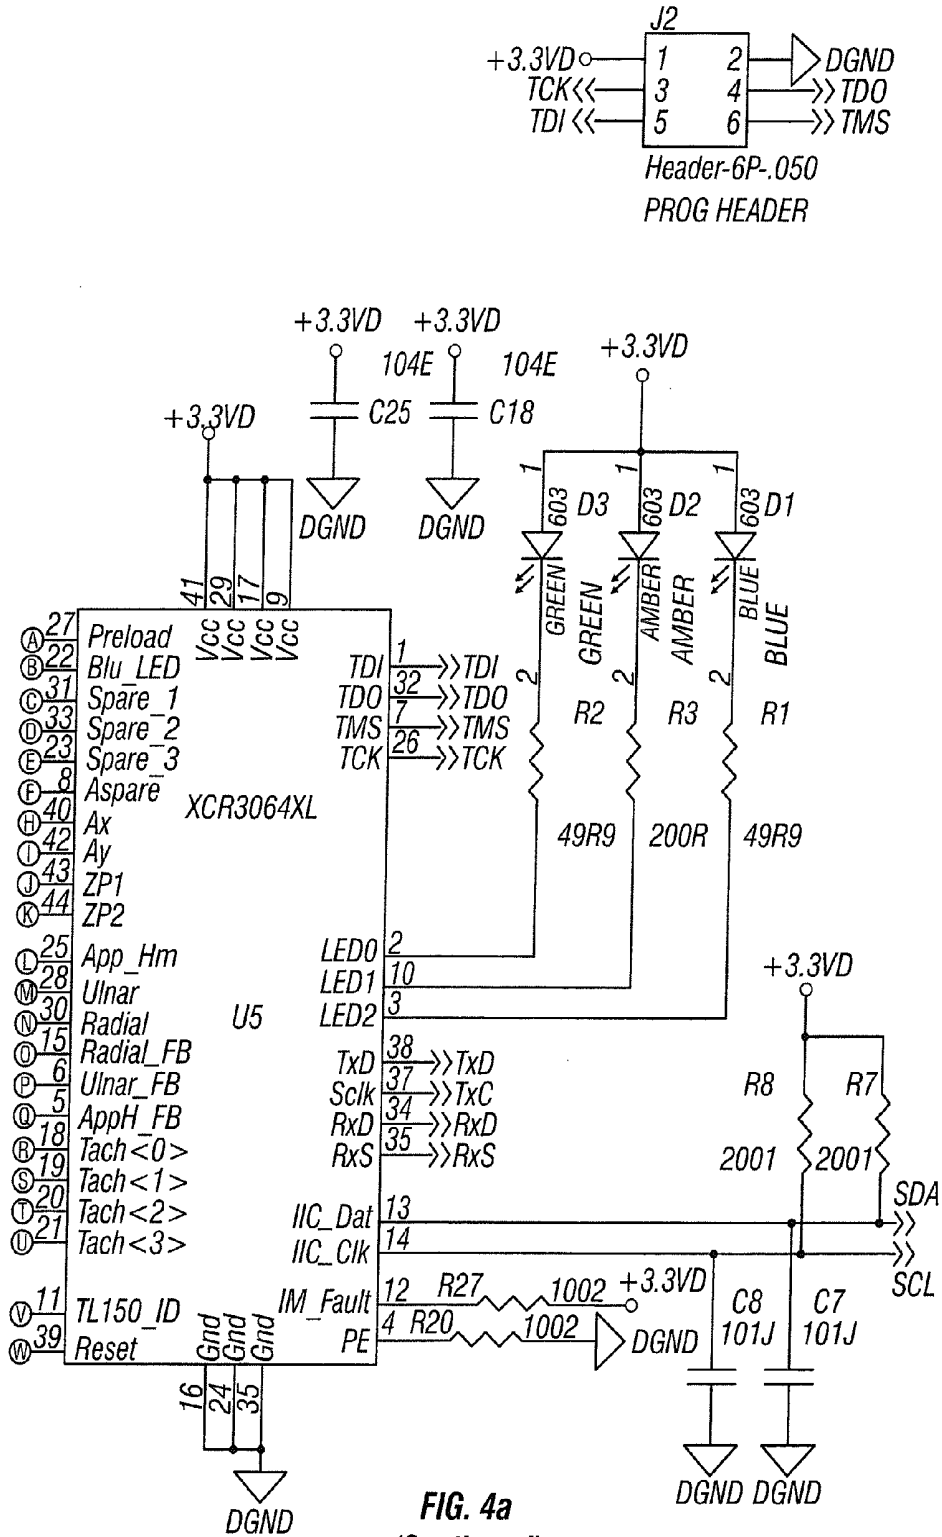 J2
+3.3VD 1 2 DGND
TCK 3 4 TDO
TDI 5 6 TMS
Header-6P-.050
PROG HEADER
+3.3VD +3.3VD
104E 104E
C25 C18
DGND DGND
+3.3VD
1 1 1
603 D3 603 D2 603 D1
GREEN GREEN AMBER AMBER BLUE BLUE
2 2 2
R2 R3 R1
49R9 200R 49R9
+3.3VD
41 29 17 9
Vcc Vcc Vcc Vcc
A 27 Preload
B 22 Blu_LED
C 31 Spare_1
D 33 Spare_2
E 23 Spare_3
F 8 Aspare
H 40 Ax
I 42 Ay
J 43 ZP1
K 44 ZP2
L 25 App_Hm
M 28 Ulnar
N 30 Radial
O 15 Radial_FB
P 6 Ulnar_FB
Q 5 AppH_FB
R 18 Tach<0>
S 19 Tach<1>
T 20 Tach<2>
U 21 Tach<3>
V 11 TL150_ID
W 39 Reset
XCR3064XL
U5
TDI 1 TDI
TDO 32 TDO
TMS 7 TMS
TCK 26 TCK
LED0 2
LED1 10
LED2 3
TxD 38 TxD
Sclk 37 TxC
RxD 34 RxD
RxS 35 RxS
IIC_Dat 13 SDA
IIC_Clk 14 SCL
IM_Fault 12 R27 1002 +3.3VD
PE 4 R20 1002 DGND
+3.3VD
R8 R7
2001 2001
C8 C7
101J 101J
DGND DGND
Gnd Gnd Gnd
16 24 35
DGND
FIG. 4a